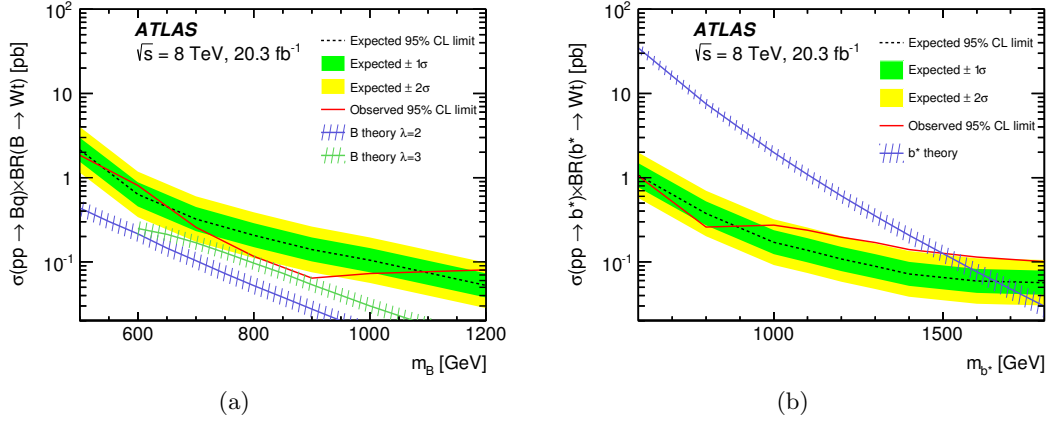 σ(pp → Bq)×BR(B → Wt) [pb]
10²
10
1
10⁻¹
ATLAS
√s = 8 TeV, 20.3 fb⁻¹
Expected 95% CL limit
Expected ± 1σ
Expected ± 2σ
Observed 95% CL limit
B theory λ=2
B theory λ=3
600 800 1000 1200
m_B [GeV]
(a)
σ(pp → b*)×BR(b* → Wt) [pb]
10²
10
1
10⁻¹
ATLAS
√s = 8 TeV, 20.3 fb⁻¹
Expected 95% CL limit
Expected ± 1σ
Expected ± 2σ
Observed 95% CL limit
b* theory
1000 1500
m_b* [GeV]
(b)